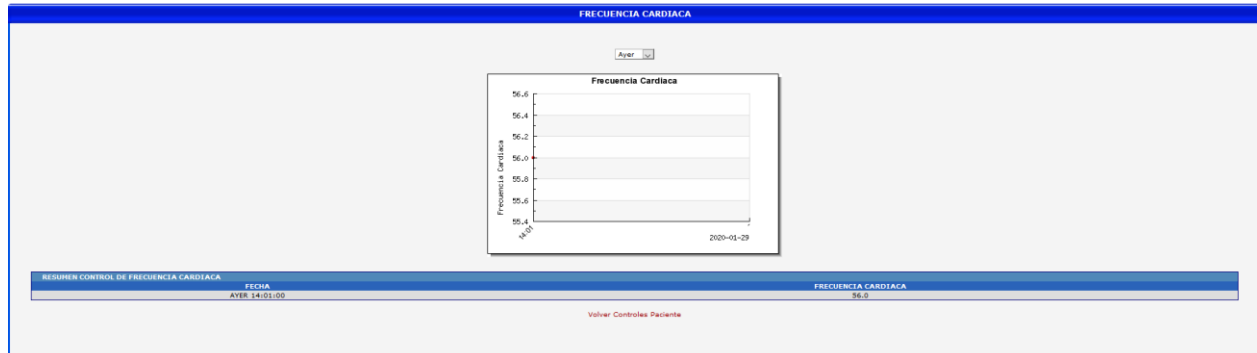 FRECUENCIA CARDIACA
Ayer
Frecuencia Cardiaca
56.6
56.4
56.2
56.0
55.8
55.6
55.4
Frecuencia Cardiaca
14:01
2020-01-29
RESUMEN CONTROL DE FRECUENCIA CARDIACA
FECHA FRECUENCIA CARDIACA
AYER 14:01:00 56.0
Volver Controles Paciente